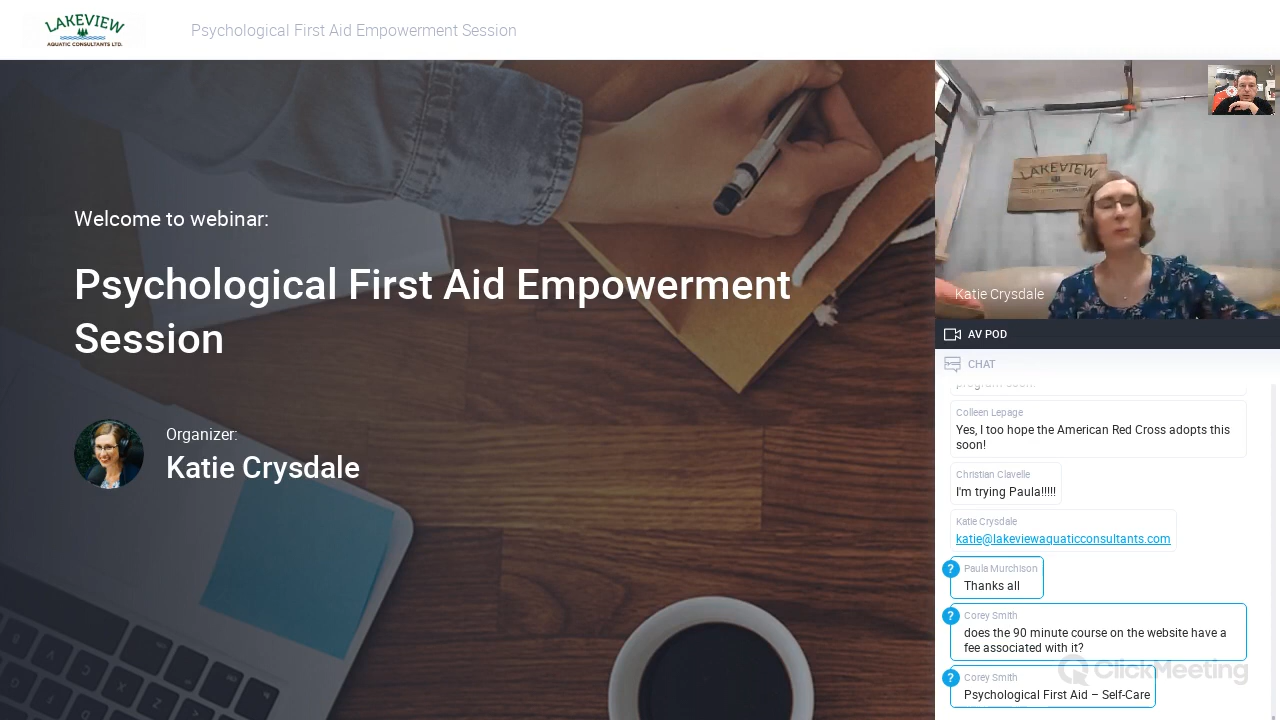 LAKEVIEW
AQUATIC CONSULTANTS LTD.
Psychological First Aid Empowerment Session
Welcome to webinar:
Psychological First Aid Empowerment
Session
Organizer:
Katie Crysdale
LAKEVIEW
Katie Crysdale
AV POD
CHAT
program soon!
Colleen Lepage
Yes, I too hope the American Red Cross adopts this
soon!
Christian Clavelle
I'm trying Paula!!!!!
Katie Crysdale
katie@lakeviewaquaticconsultants.com
? Paula Murchison
Thanks all
? Corey Smith
does the 90 minute course on the website have a
fee associated with it?
ClickMeeting
? Corey Smith
Psychological First Aid – Self-Care